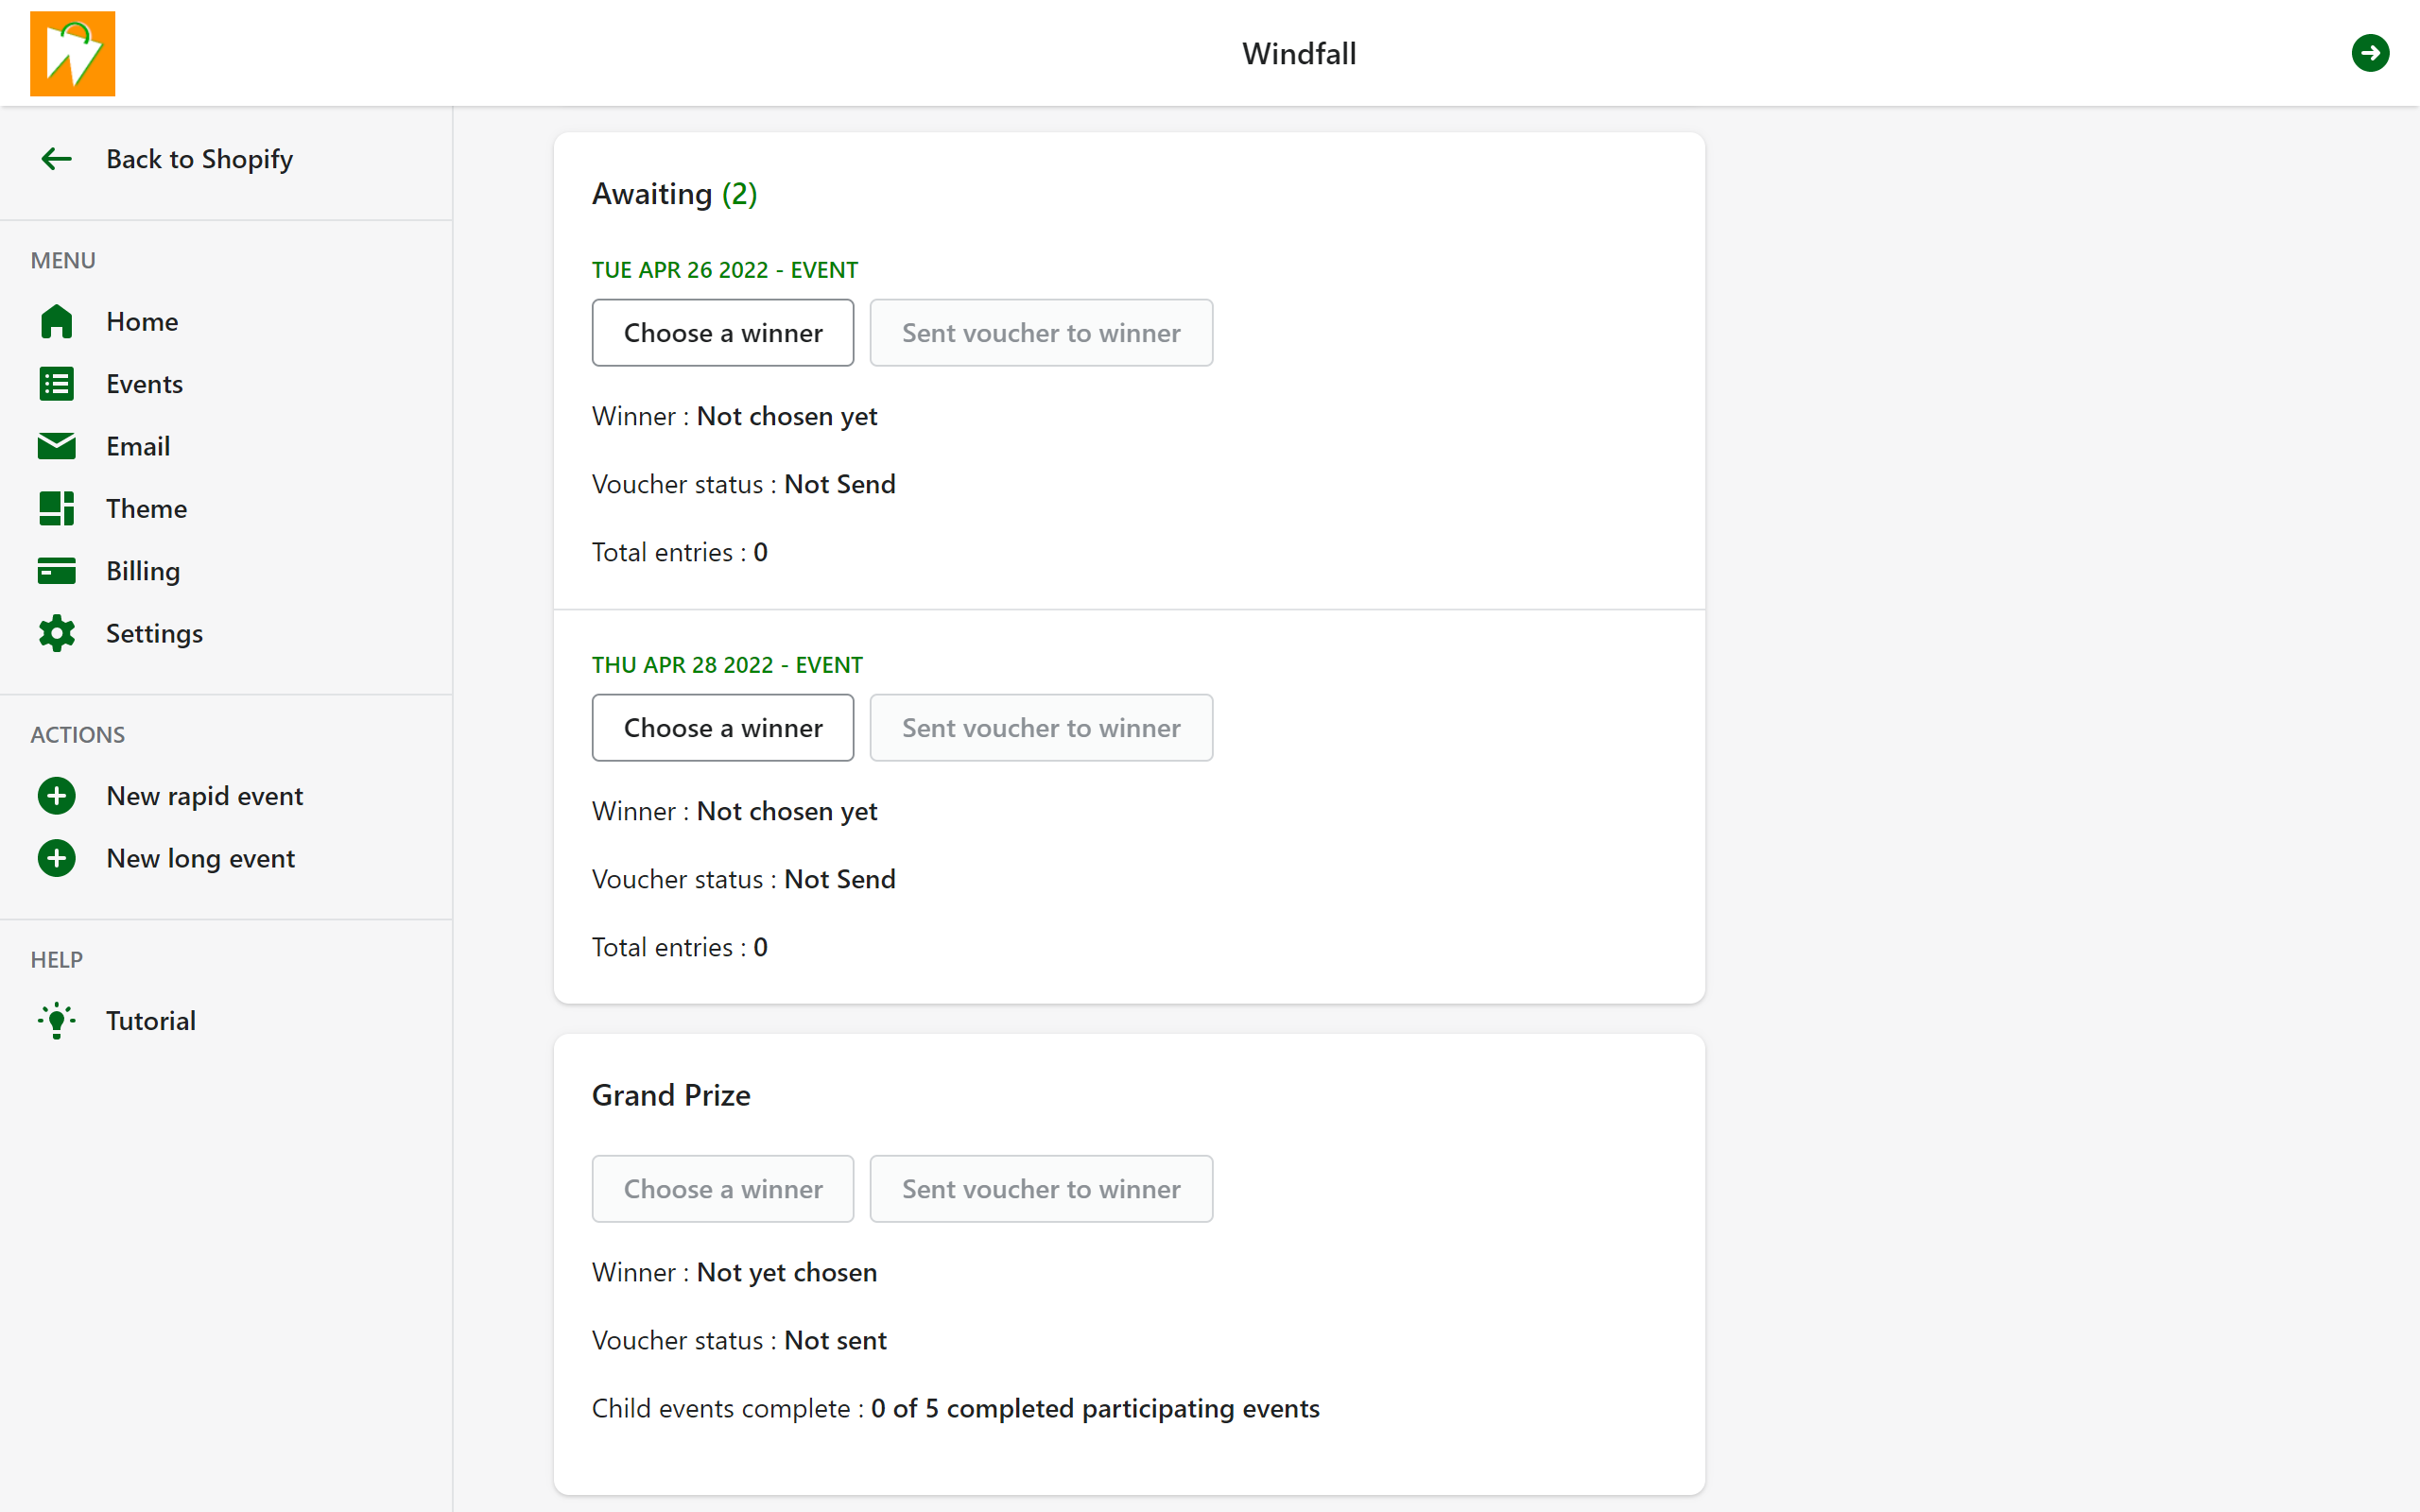 Windfall
Back to Shopify
MENU
Home
Events
Email
Theme
Billing
Settings
ACTIONS
New rapid event
New long event
HELP
Tutorial
Awaiting (2)
TUE APR 26 2022 - EVENT
Choose a winner
Sent voucher to winner
Winner : Not chosen yet
Voucher status : Not Send
Total entries : 0
THU APR 28 2022 - EVENT
Choose a winner
Sent voucher to winner
Winner : Not chosen yet
Voucher status : Not Send
Total entries : 0
Grand Prize
Choose a winner
Sent voucher to winner
Winner : Not yet chosen
Voucher status : Not sent
Child events complete : 0 of 5 completed participating events